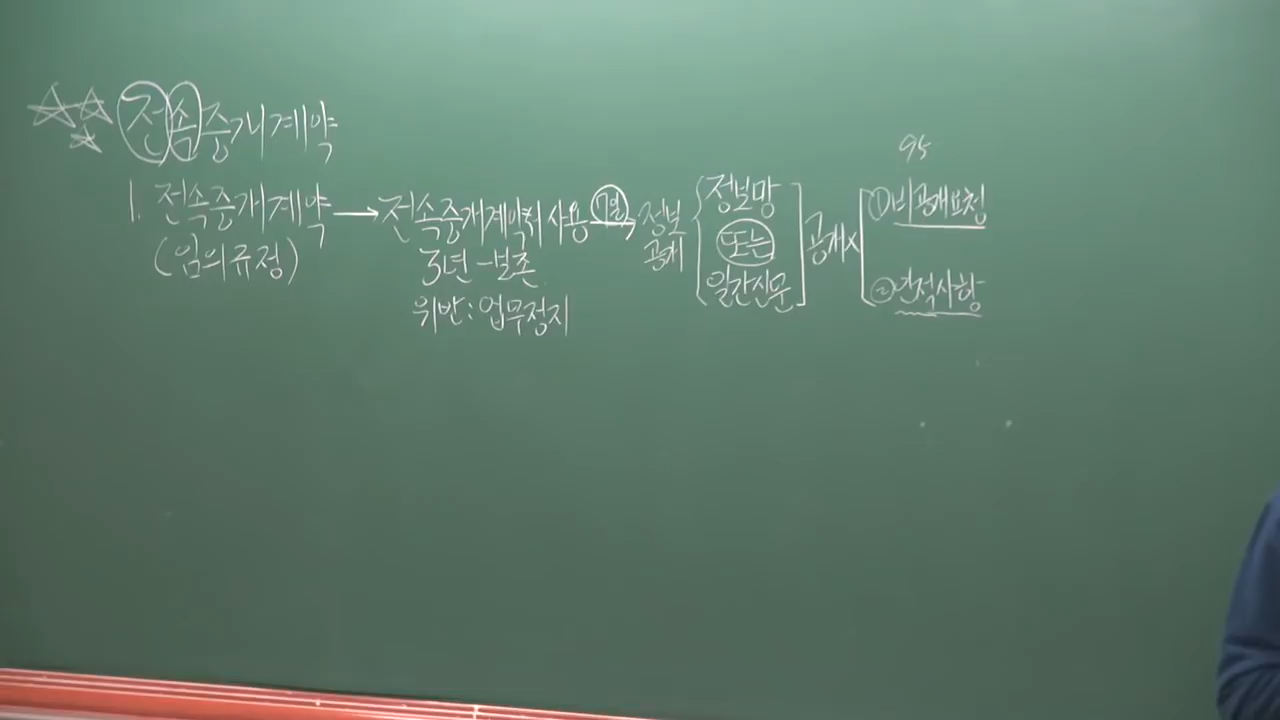 전속중개계약
95
1. 전속중개계약 → 전속중개계약서 사용 7일 → 정보공개 { 정보망 또는 일간신문 ] 공개 x [ ① 비공개요청
(임의규정)
3년-보존
위반: 업무정지
② 인적사항